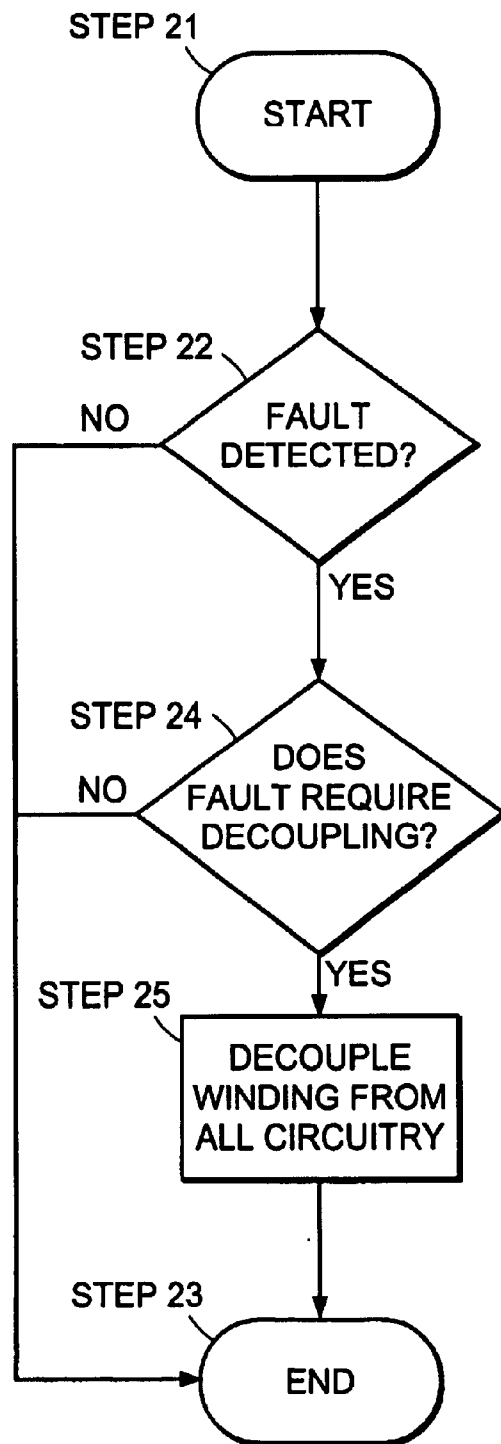 STEP 21
START
STEP 22
NO
FAULT
DETECTED?
YES
STEP 24
NO
DOES
FAULT REQUIRE
DECOUPLING?
YES
STEP 25
DECOUPLE
WINDING FROM
ALL CIRCUITRY
STEP 23
END